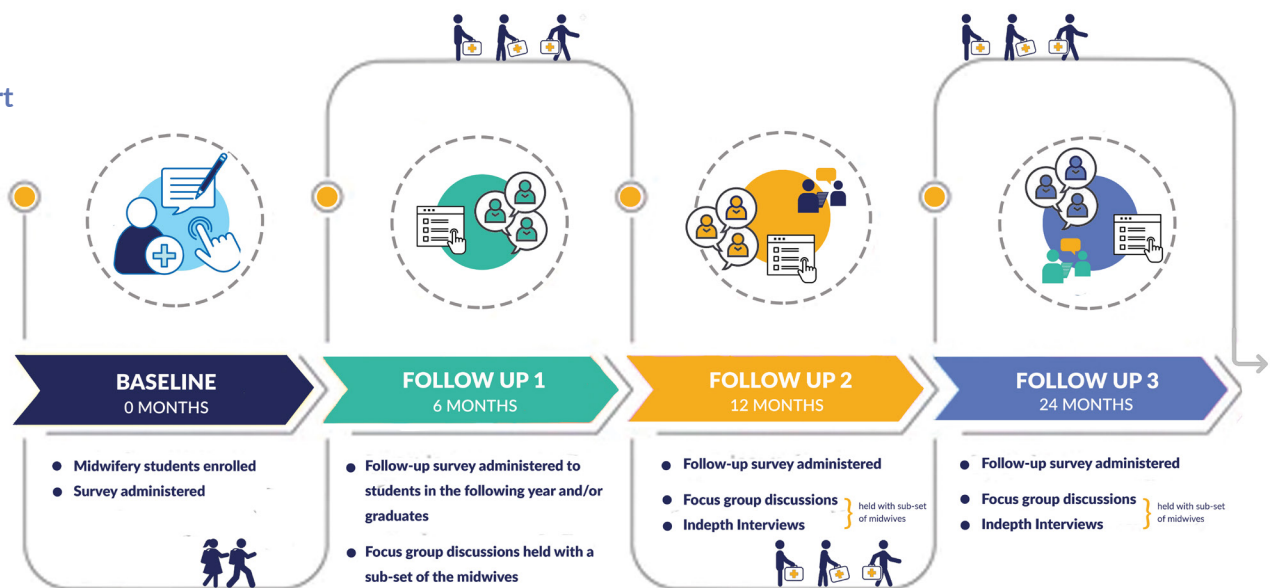 BASELINE
0 MONTHS
Midwifery students enrolled
Survey administered
FOLLOW UP 1
6 MONTHS
Follow-up survey administered to
students in the following year and/or
graduates
Focus group discussions held with a
sub-set of the midwives
FOLLOW UP 2
12 MONTHS
Follow-up survey administered
Focus group discussions
Indepth Interviews
held with sub-set
of midwives
FOLLOW UP 3
24 MONTHS
Follow-up survey administered
Focus group discussions
Indepth Interviews
held with sub-set
of midwives